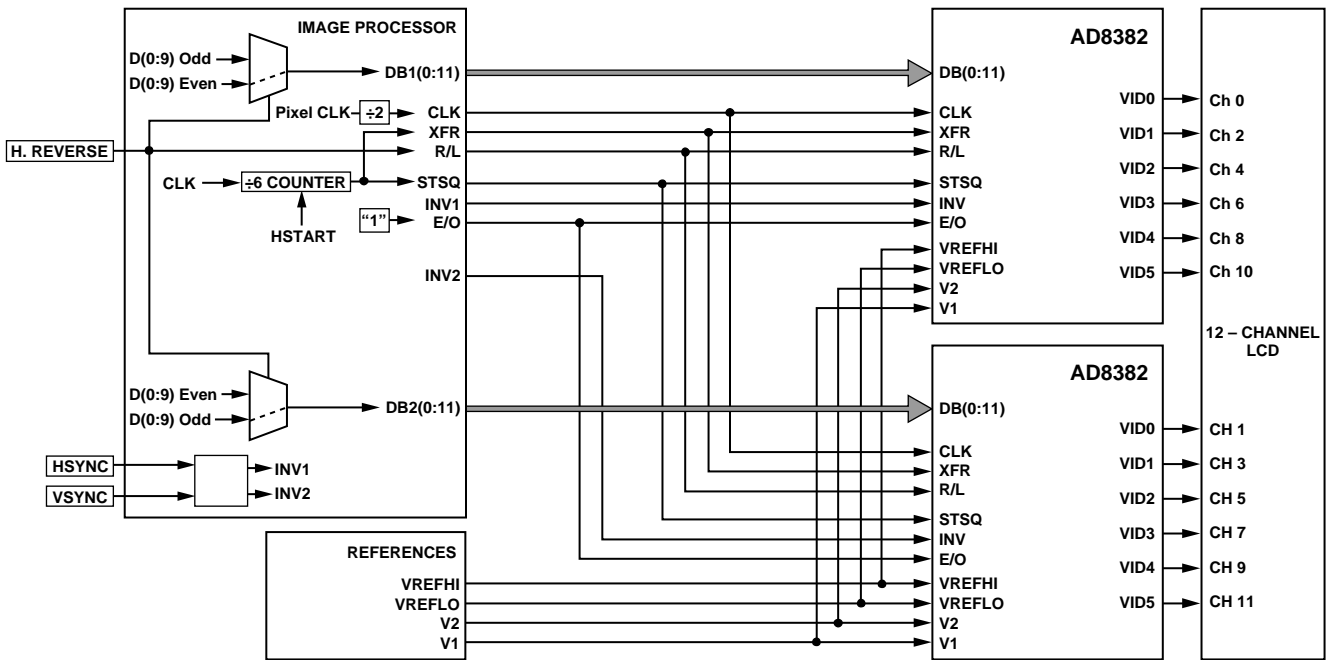 IMAGE PROCESSOR
D(0:9) Odd
D(0:9) Even
DB1(0:11)
Pixel CLK
÷2
CLK
XFR
R/L
H. REVERSE
CLK
÷6 COUNTER
STSQ
INV1
HSTART
"1"
E/O
INV2
D(0:9) Even
D(0:9) Odd
DB2(0:11)
HSYNC
VSYNC
INV1
INV2
REFERENCES
VREFHI
VREFLO
V2
V1
AD8382
DB(0:11)
CLK
XFR
R/L
STSQ
INV
E/O
VREFHI
VREFLO
V2
V1
VID0
VID1
VID2
VID3
VID4
VID5
AD8382
DB(0:11)
CLK
XFR
R/L
STSQ
INV
E/O
VREFHI
VREFLO
V2
V1
VID0
VID1
VID2
VID3
VID4
VID5
Ch 0
Ch 2
Ch 4
Ch 6
Ch 8
Ch 10
12 – CHANNEL
LCD
CH 1
CH 3
CH 5
CH 7
CH 9
CH 11